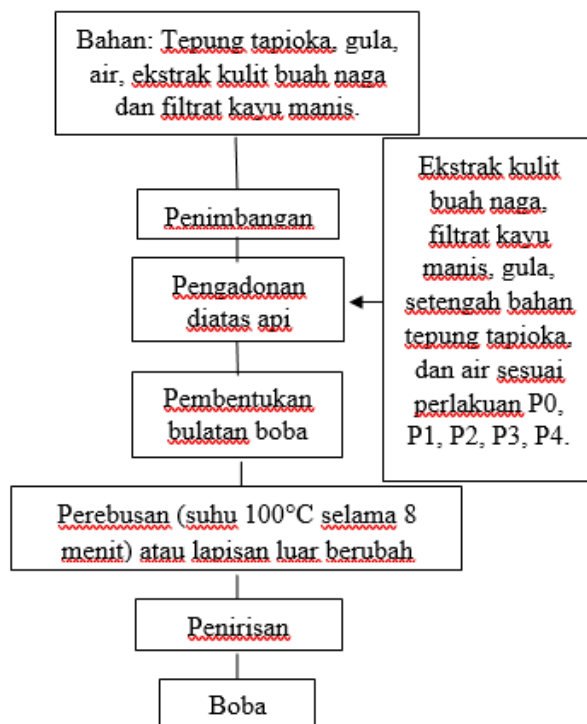 Bahan: Tepung tapioka, gula,
air, ekstrak kulit buah naga
dan filtrat kayu manis.
Penimbangan
Ekstrak kulit
buah naga,
filtrat kayu
manis, gula,
setengah bahan
tepung tapioka,
dan air sesuai
perlakuan P0,
P1, P2, P3, P4.
Pengadonan
diatas api
Pembentukan
bulatan boba
Perebusan (suhu 100°C selama 8
menit) atau lapisan luar berubah
Penirisan
Boba